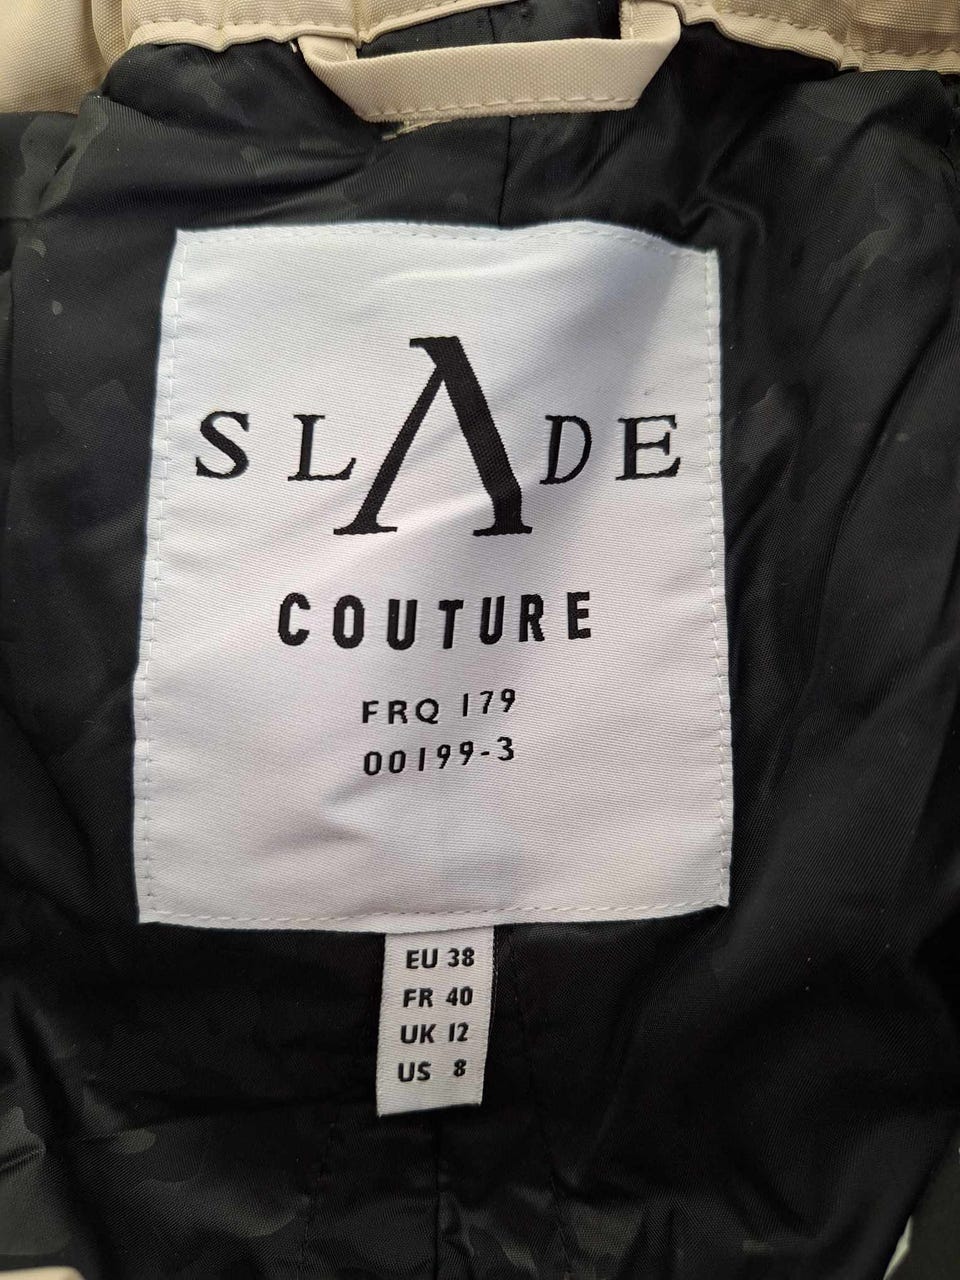 SLΛDE
COUTURE
FRQ 179
00199-3
EU 38
FR 40
UK 12
US 8